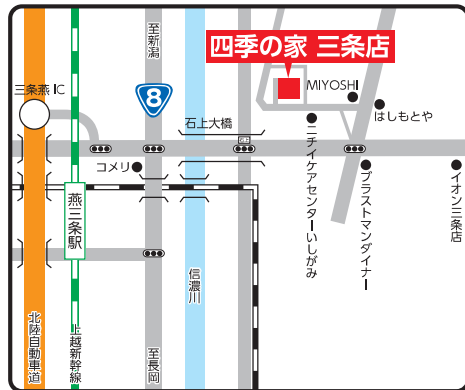 四季の家 三条店
至新潟
8
三条燕IC
MIYOSHI
はしもとや
石上大橋
コメリ
ニチイケアセンターいしがみ
ブラストマンダイナー
イオン三条店
燕三条駅
信濃川
北陸自動車道
上越新幹線
至長岡